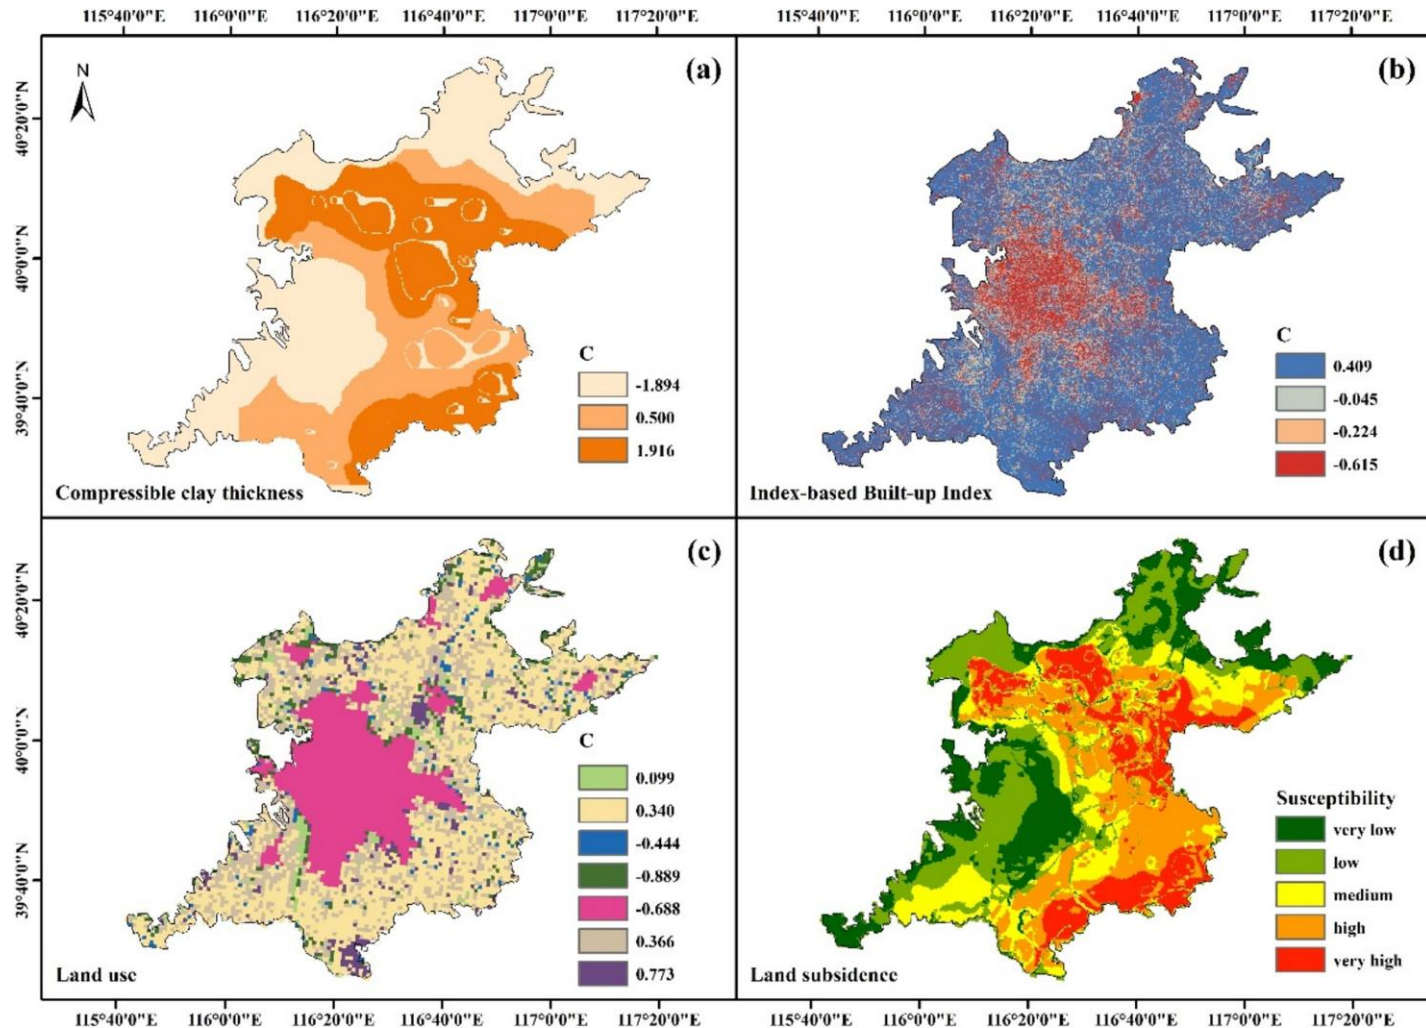 115°40'0"E 116°0'0"E 116°20'0"E 116°40'0"E 117°0'0"E 117°20'0"E 115°40'0"E 116°0'0"E 116°20'0"E 116°40'0"E 117°0'0"E 117°20'0"E
N
(a)
40°20'0"N
40°0'0"N
39°40'0"N
C
-1.894
0.500
1.916
Compressible clay thickness
(b)
C
0.409
-0.045
-0.224
-0.615
Index-based Built-up Index
(c)
40°20'0"N
40°0'0"N
39°40'0"N
C
0.099
0.340
-0.444
-0.889
-0.688
0.366
0.773
Land use
(d)
Susceptibility
very low
low
medium
high
very high
Land subsidence
115°40'0"E 116°0'0"E 116°20'0"E 116°40'0"E 117°0'0"E 117°20'0"E 115°40'0"E 116°0'0"E 116°20'0"E 116°40'0"E 117°0'0"E 117°20'0"E